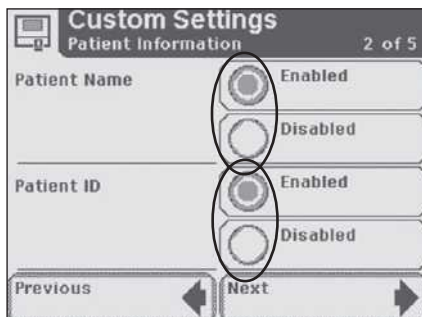 Custom Settings
Patient Information 2 of 5
Patient Name
Enabled
Disabled
Patient ID
Enabled
Disabled
Previous Next